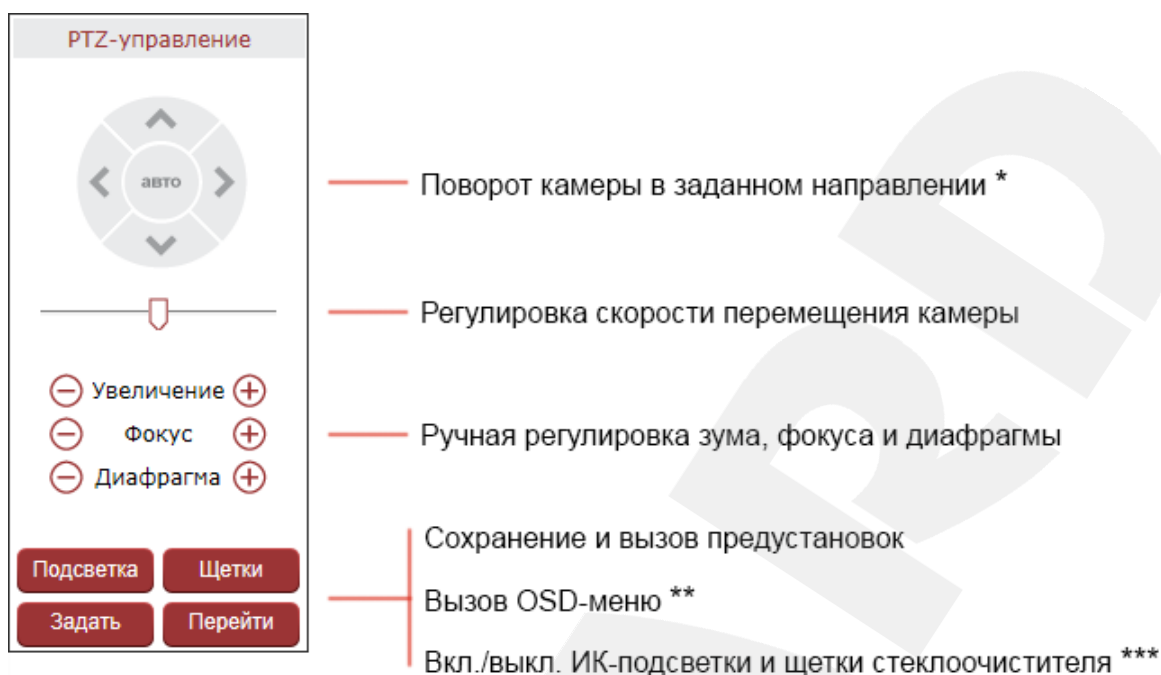 PTZ-управление
авто
Поворот камеры в заданном направлении *
Регулировка скорости перемещения камеры
Увеличение
Фокус
Диафрагма
Ручная регулировка зума, фокуса и диафрагмы
Подсветка Щетки
Задать Перейти
Сохранение и вызов предустановок
Вызов OSD-меню **
Вкл./выкл. ИК-подсветки и щетки стеклоочистителя ***